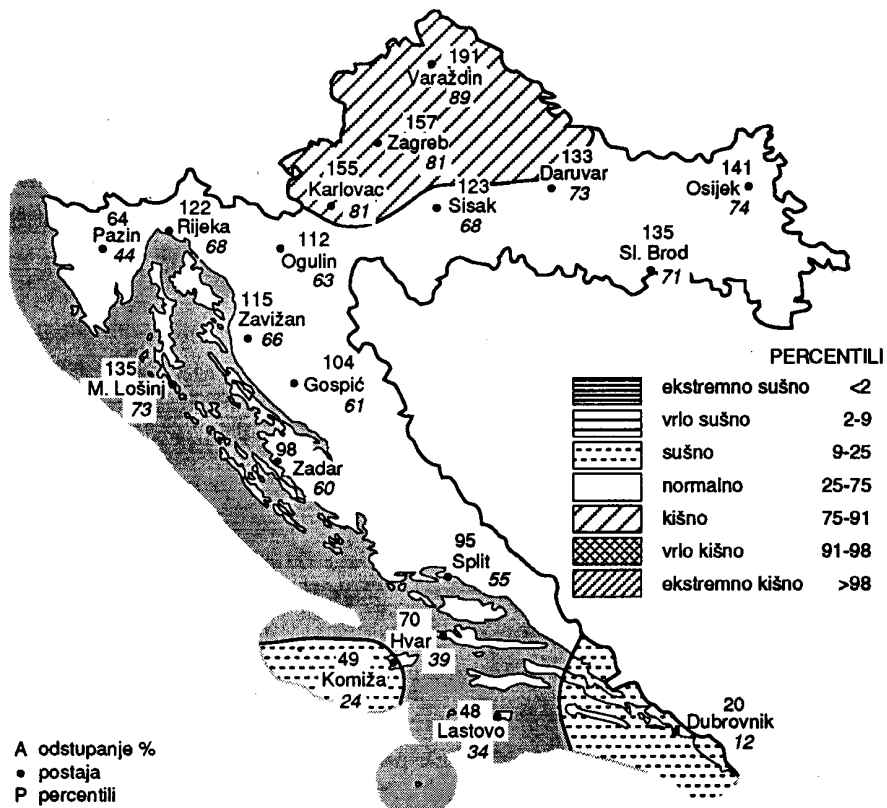 191
Varaždin
89
157
Zagreb
81
155
Karlovac
81
123
Sisak
68
133
Daruvar
73
141
Osijek
74
135
Sl. Brod
71
64
Pazin
44
122
Rijeka
68
112
Ogulin
63
115
Zavižan
66
104
Gospić
61
135
M. Lošinj
73
98
Zadar
60
95
Split
55
70
Hvar
39
49
Komiža
24
48
Lastovo
34
20
Dubrovnik
12
PERCENTILI
ekstremno sušno <2
vrlo sušno 2-9
sušno 9-25
normalno 25-75
kišno 75-91
vrlo kišno 91-98
ekstremno kišno >98
A odstupanje %
• postaja
P percentili